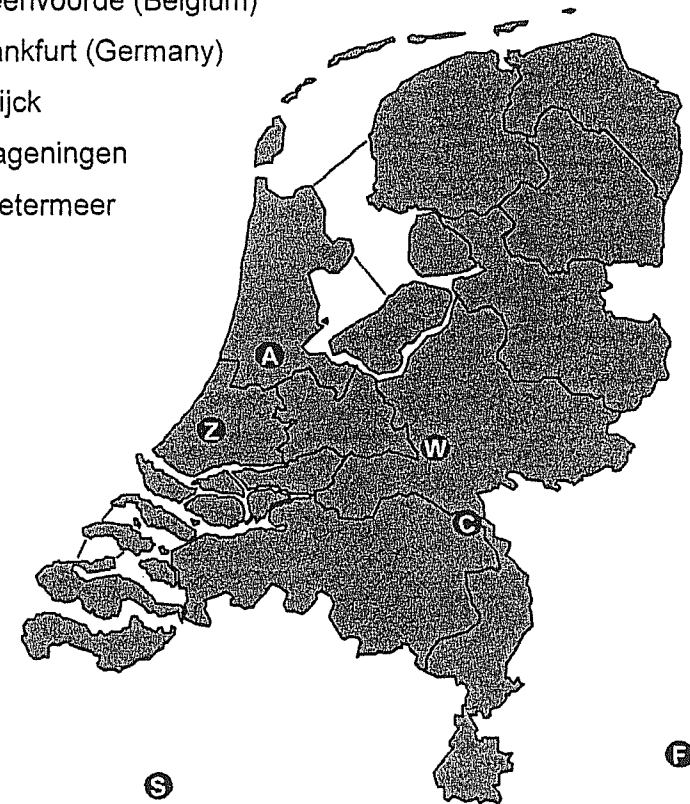 eenvoorde (Belgium)
ankfurt (Germany)
ijck
ageningen
etermeer
A
Z
W
C
F
S